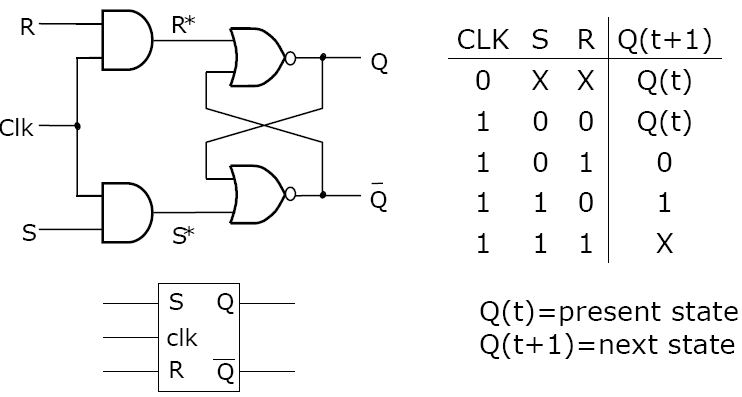 R
R*
Q
Clk
S
S*
Q̅
CLK S R Q(t+1)
0 X X Q(t)
1 0 0 Q(t)
1 0 1 0
1 1 0 1
1 1 1 X
S Q
clk
R Q̅
Q(t)=present state
Q(t+1)=next state